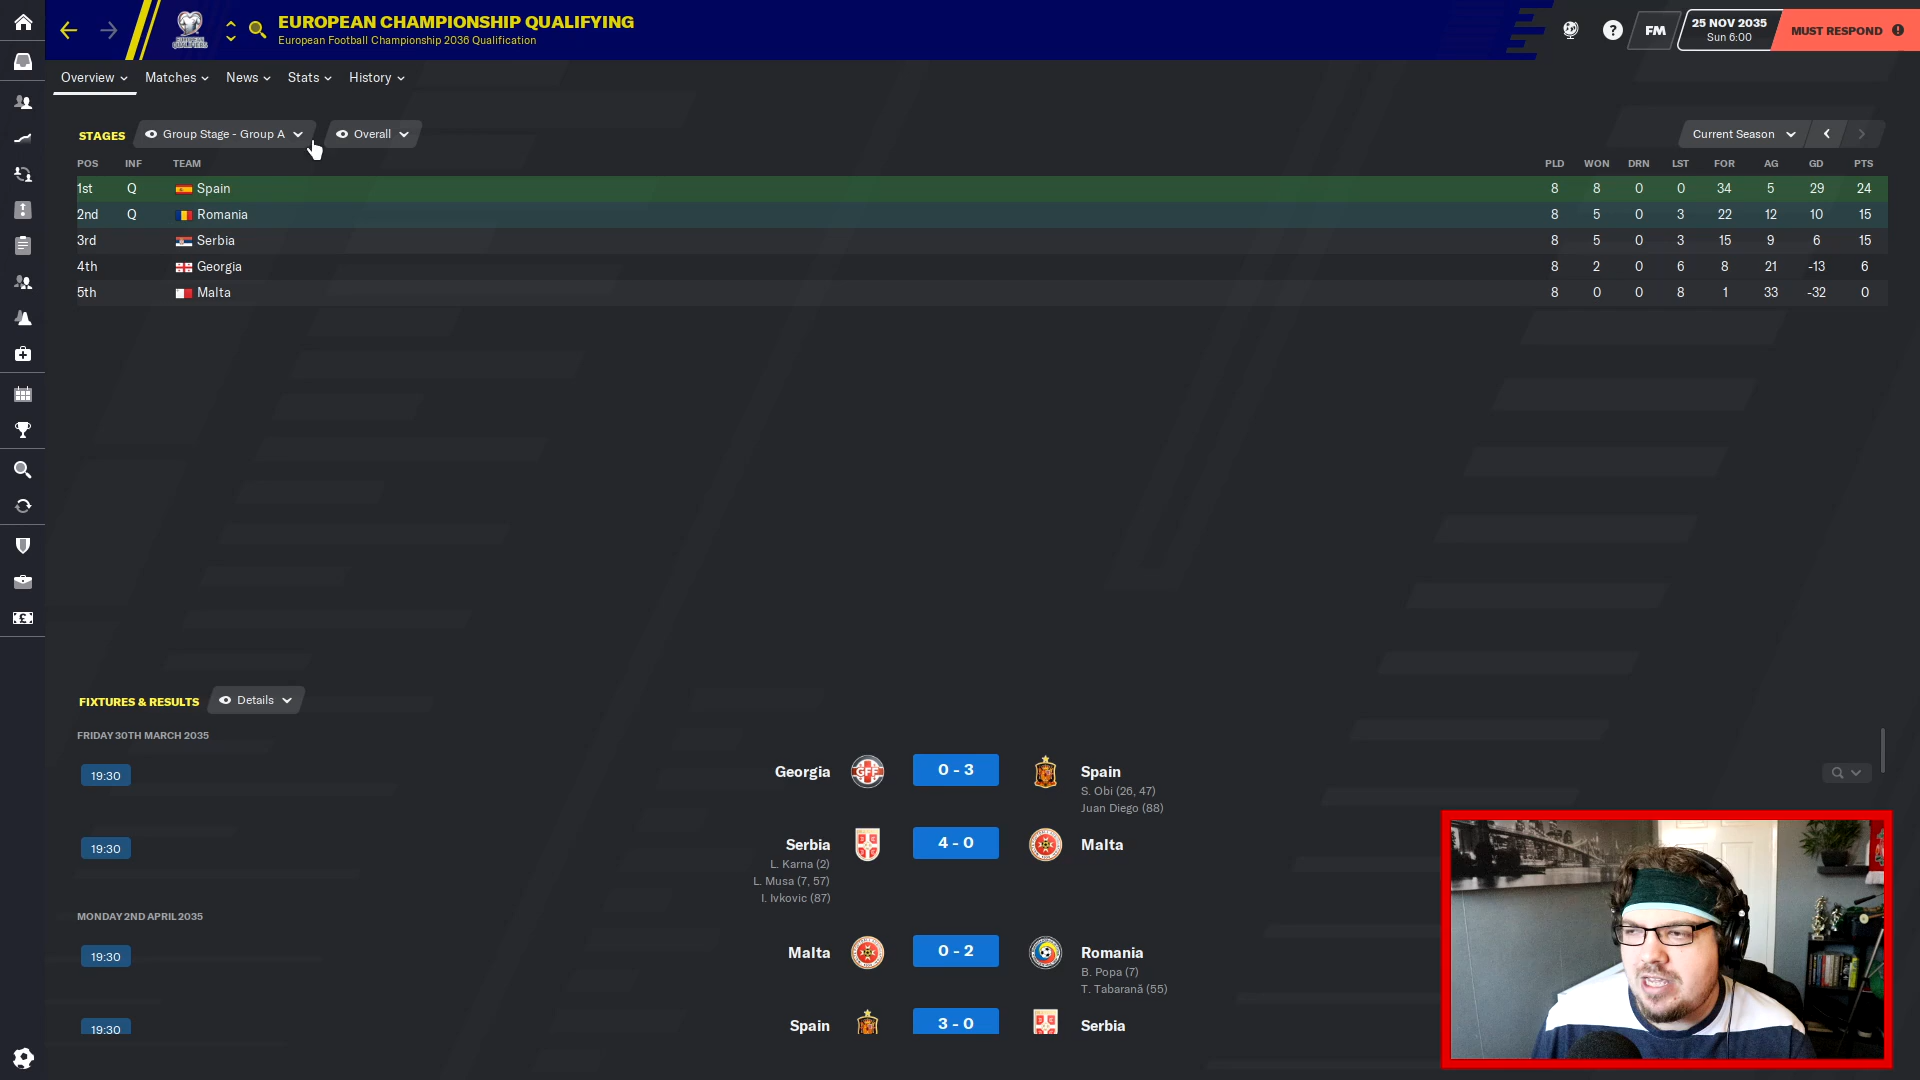 EUROPEAN CHAMPIONSHIP QUALIFYING
European Football Championship 2036 Qualification
FM
25 NOV 2035
Sun 6:00
MUST RESPOND
Overview
Matches
News
Stats
History
STAGES
Group Stage - Group A
Overall
Current Season
POS INF TEAM PLD WON DRN LST FOR AG GD PTS
1st Q Spain 8 8 0 0 34 5 29 24
2nd Q Romania 8 5 0 3 22 12 10 15
3rd Serbia 8 5 0 3 15 9 6 15
4th Georgia 8 2 0 6 8 21 -13 6
5th Malta 8 0 0 8 1 33 -32 0
FIXTURES & RESULTS
Details
FRIDAY 30TH MARCH 2035
19:30 Georgia 0 - 3 Spain
S. Obi (26, 47)
Juan Diego (88)
19:30 Serbia 4 - 0 Malta
L. Karna (2)
L. Musa (7, 57)
I. Ivkovic (87)
MONDAY 2ND APRIL 2035
19:30 Malta 0 - 2 Romania
B. Popa (7)
T. Tabarană (55)
19:30 Spain 3 - 0 Serbia